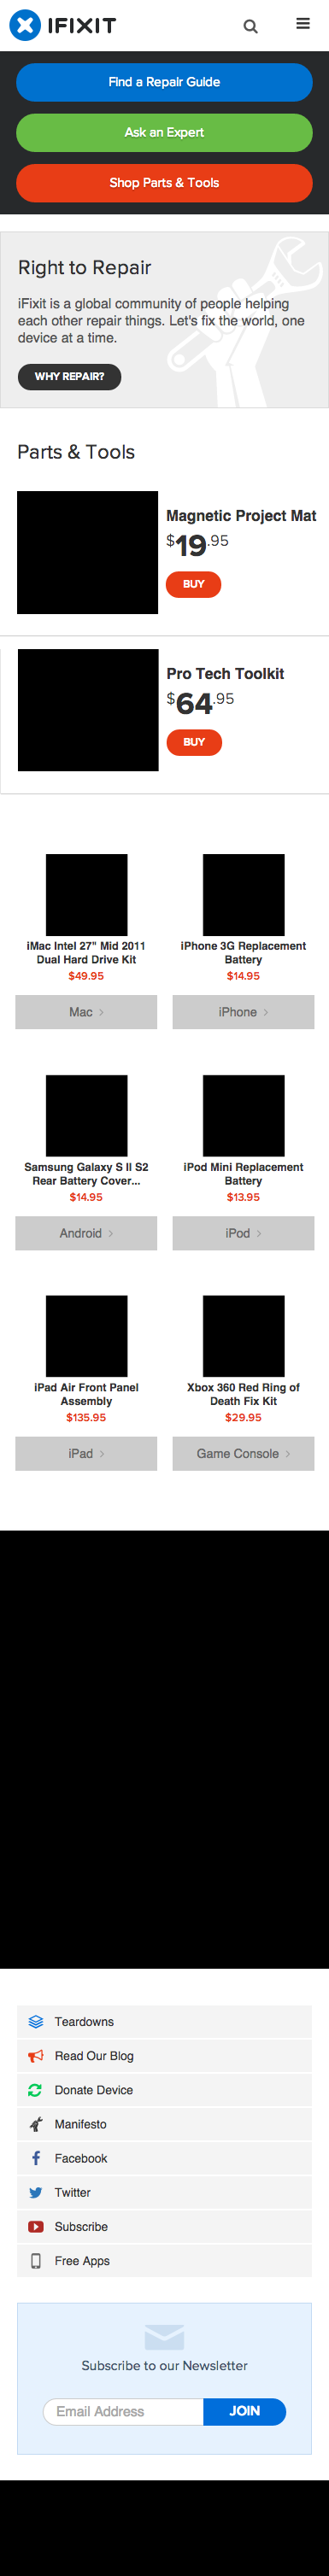 IFIXIT
Find a Repair Guide
Ask an Expert
Shop Parts & Tools
Right to Repair
iFixit is a global community of people helping
each other repair things. Let's fix the world, one
device at a time.
WHY REPAIR?
Parts & Tools
Magnetic Project Mat
$19.95
BUY
Pro Tech Toolkit
$64.95
BUY
iMac Intel 27" Mid 2011
Dual Hard Drive Kit
$49.95
Mac >
iPhone 3G Replacement
Battery
$14.95
iPhone >
Samsung Galaxy S II S2
Rear Battery Cover...
$14.95
Android >
iPod Mini Replacement
Battery
$13.95
iPod >
iPad Air Front Panel
Assembly
$135.95
iPad >
Xbox 360 Red Ring of
Death Fix Kit
$29.95
Game Console >
Teardowns
Read Our Blog
Donate Device
Manifesto
Facebook
Twitter
Subscribe
Free Apps
Subscribe to our Newsletter
Email Address
JOIN